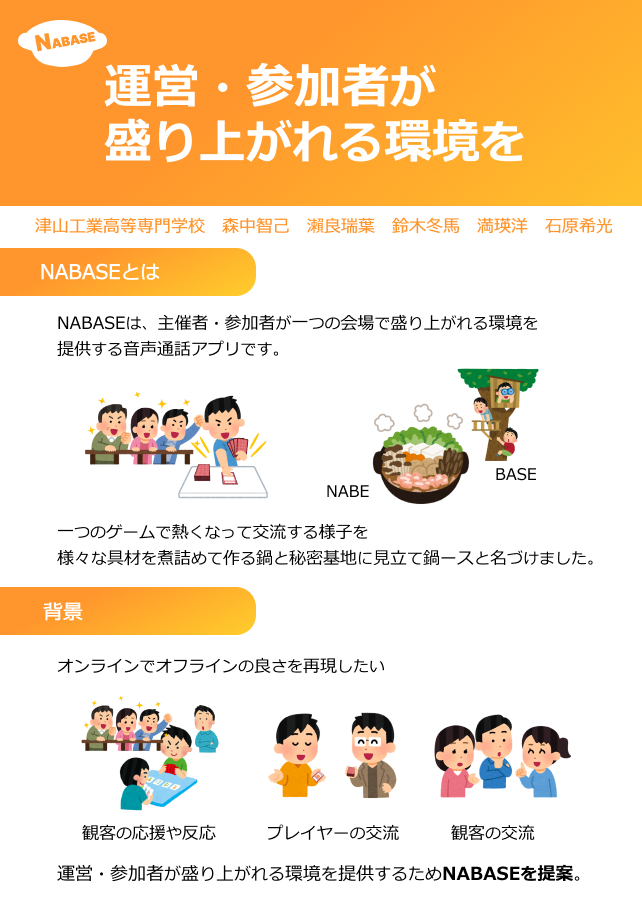 NABASE
運営・参加者が
盛り上がれる環境を
津山工業高等専門学校 森中智己 瀬良瑞葉 鈴木冬馬 満瑛洋 石原希光
NABASEとは
NABASEは、主催者・参加者が一つの会場で盛り上がれる環境を
提供する音声通話アプリです。
NABE
BASE
一つのゲームで熱くなって交流する様子を
様々な具材を煮詰めて作る鍋と秘密基地に見立て鍋ースと名づけました。
背景
オンラインでオフラインの良さを再現したい
観客の応援や反応
プレイヤーの交流
観客の交流
運営・参加者が盛り上がれる環境を提供するためNABASEを提案。